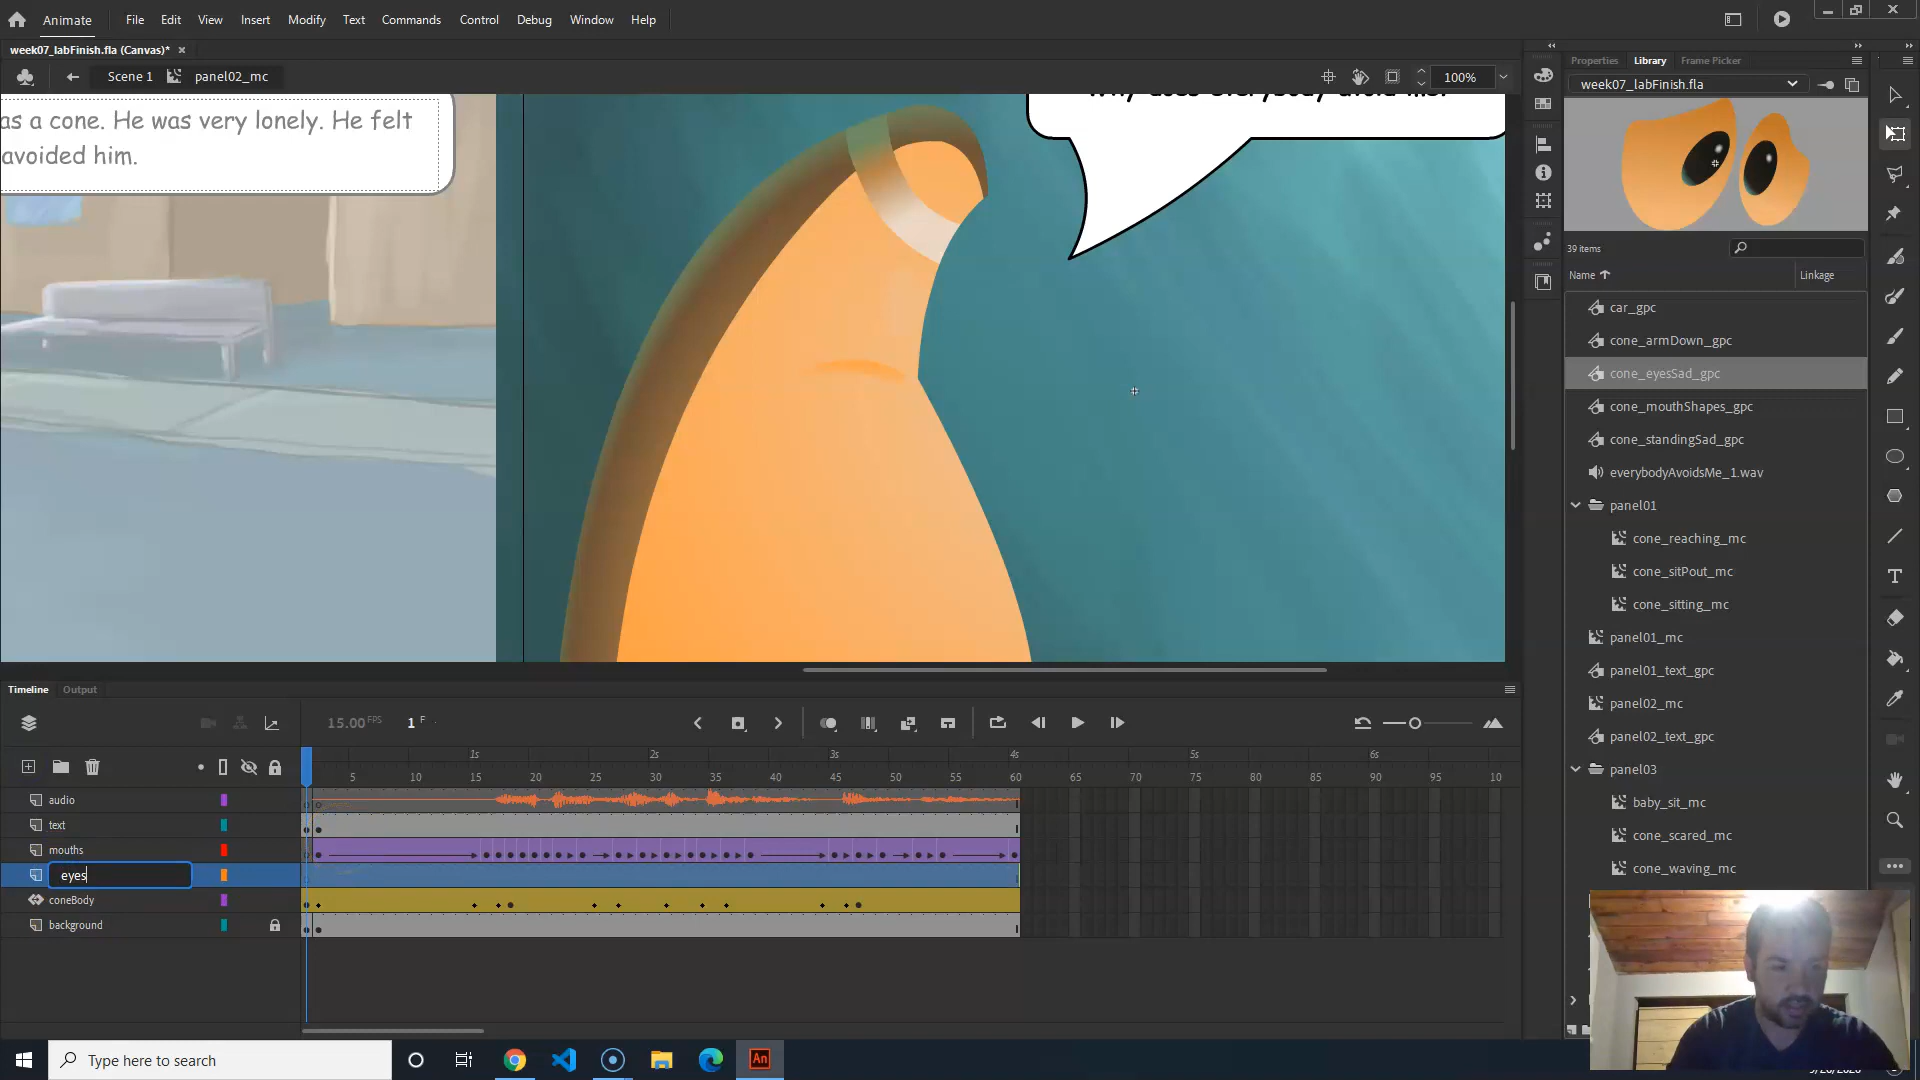 Animate File Edit View Insert Modify Text Commands Control Debug Window Help
week07_labFinish.fla (Canvas)*
Scene 1 panel02_mc 100%
as a cone. He was very lonely. He felt
avoided him.
Why does everybody avoid me?
Properties Library Frame Picker
week07_labFinish.fla
39 items
Name Linkage
car_gpc
cone_armDown_gpc
cone_eyesSad_gpc
cone_mouthShapes_gpc
cone_standingSad_gpc
everybodyAvoidsMe_1.wav
panel01
cone_reaching_mc
cone_sitPout_mc
cone_sitting_mc
panel01_mc
panel01_text_gpc
panel02_mc
panel02_text_gpc
panel03
baby_sit_mc
cone_scared_mc
cone_waving_mc
Timeline Output
15.00 FPS 1 F
1s 2s 3s 4s 5s 6s
5 10 15 20 25 30 35 40 45 50 55 60 65 70 75 80 85 90 95 10
audio
text
mouths
eyes
coneBody
background
Type here to search
An